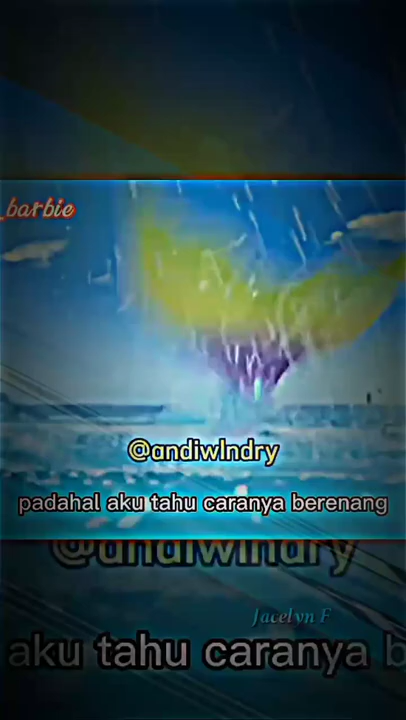 _barbie
@andiwlndry
padahal aku tahu caranya berenang
@andiwlndry
Jacelyn F
aku tahu caranya b